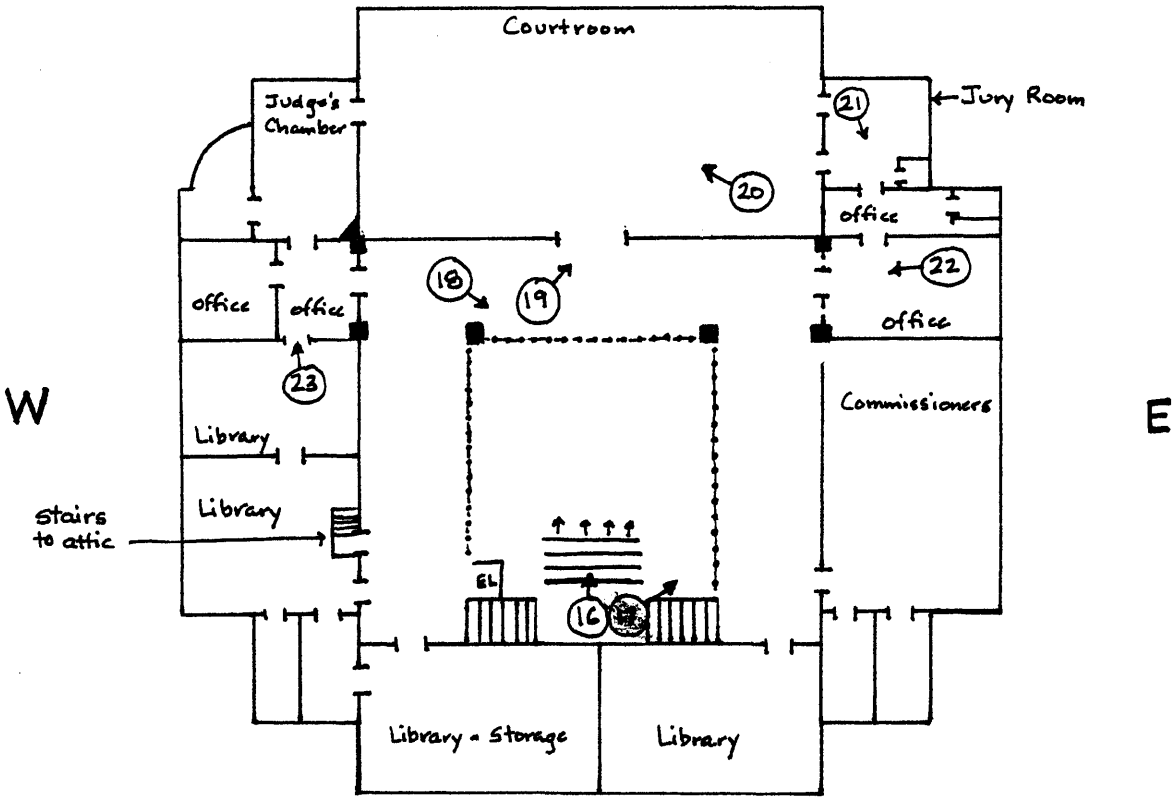 Courtroom
Judge's
Chamber
21
Jury Room
20
office
18
19
22
office
office
office
23
W
Commissioners
E
Library
Library
Stairs
to attic
EL
16
Library - Storage
Library